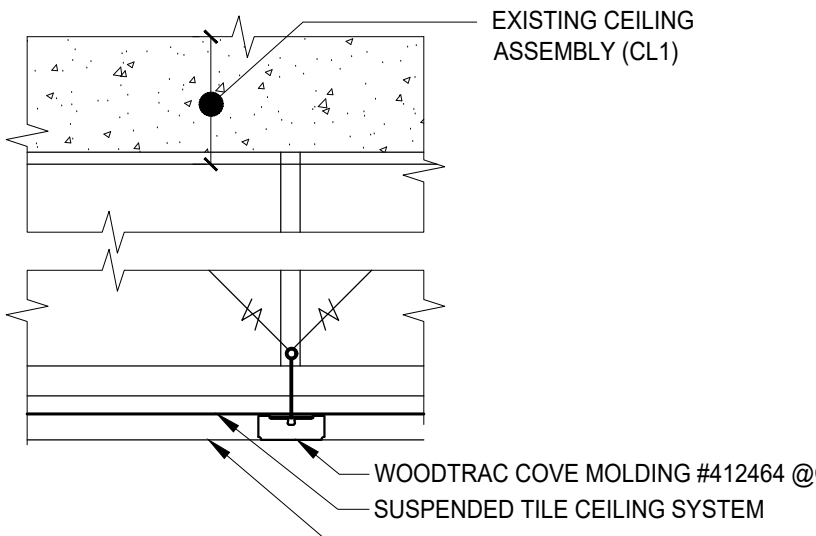 EXISTING CEILING
ASSEMBLY (CL1)
WOODTRAC COVE MOLDING #412464 @
SUSPENDED TILE CEILING SYSTEM